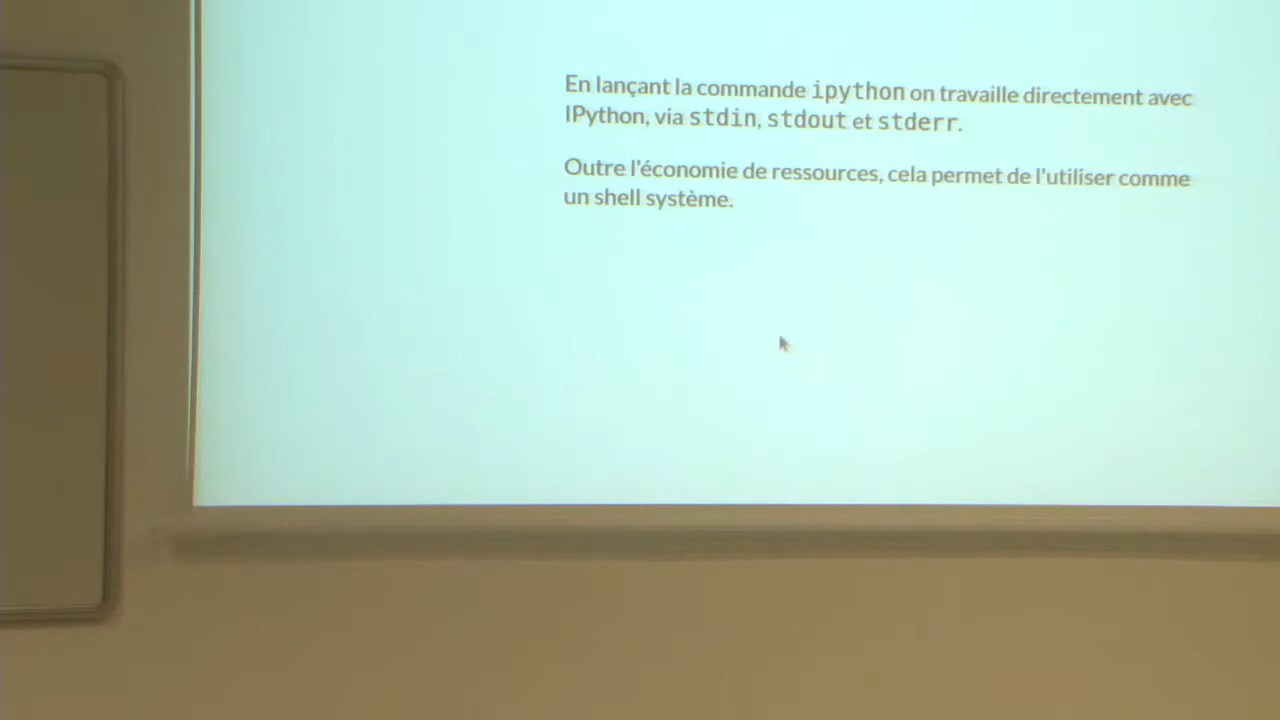 En lançant la commande ipython on travaille directement avec
IPython, via stdin, stdout et stderr.
Outre l'économie de ressources, cela permet de l'utiliser comme
un shell système.